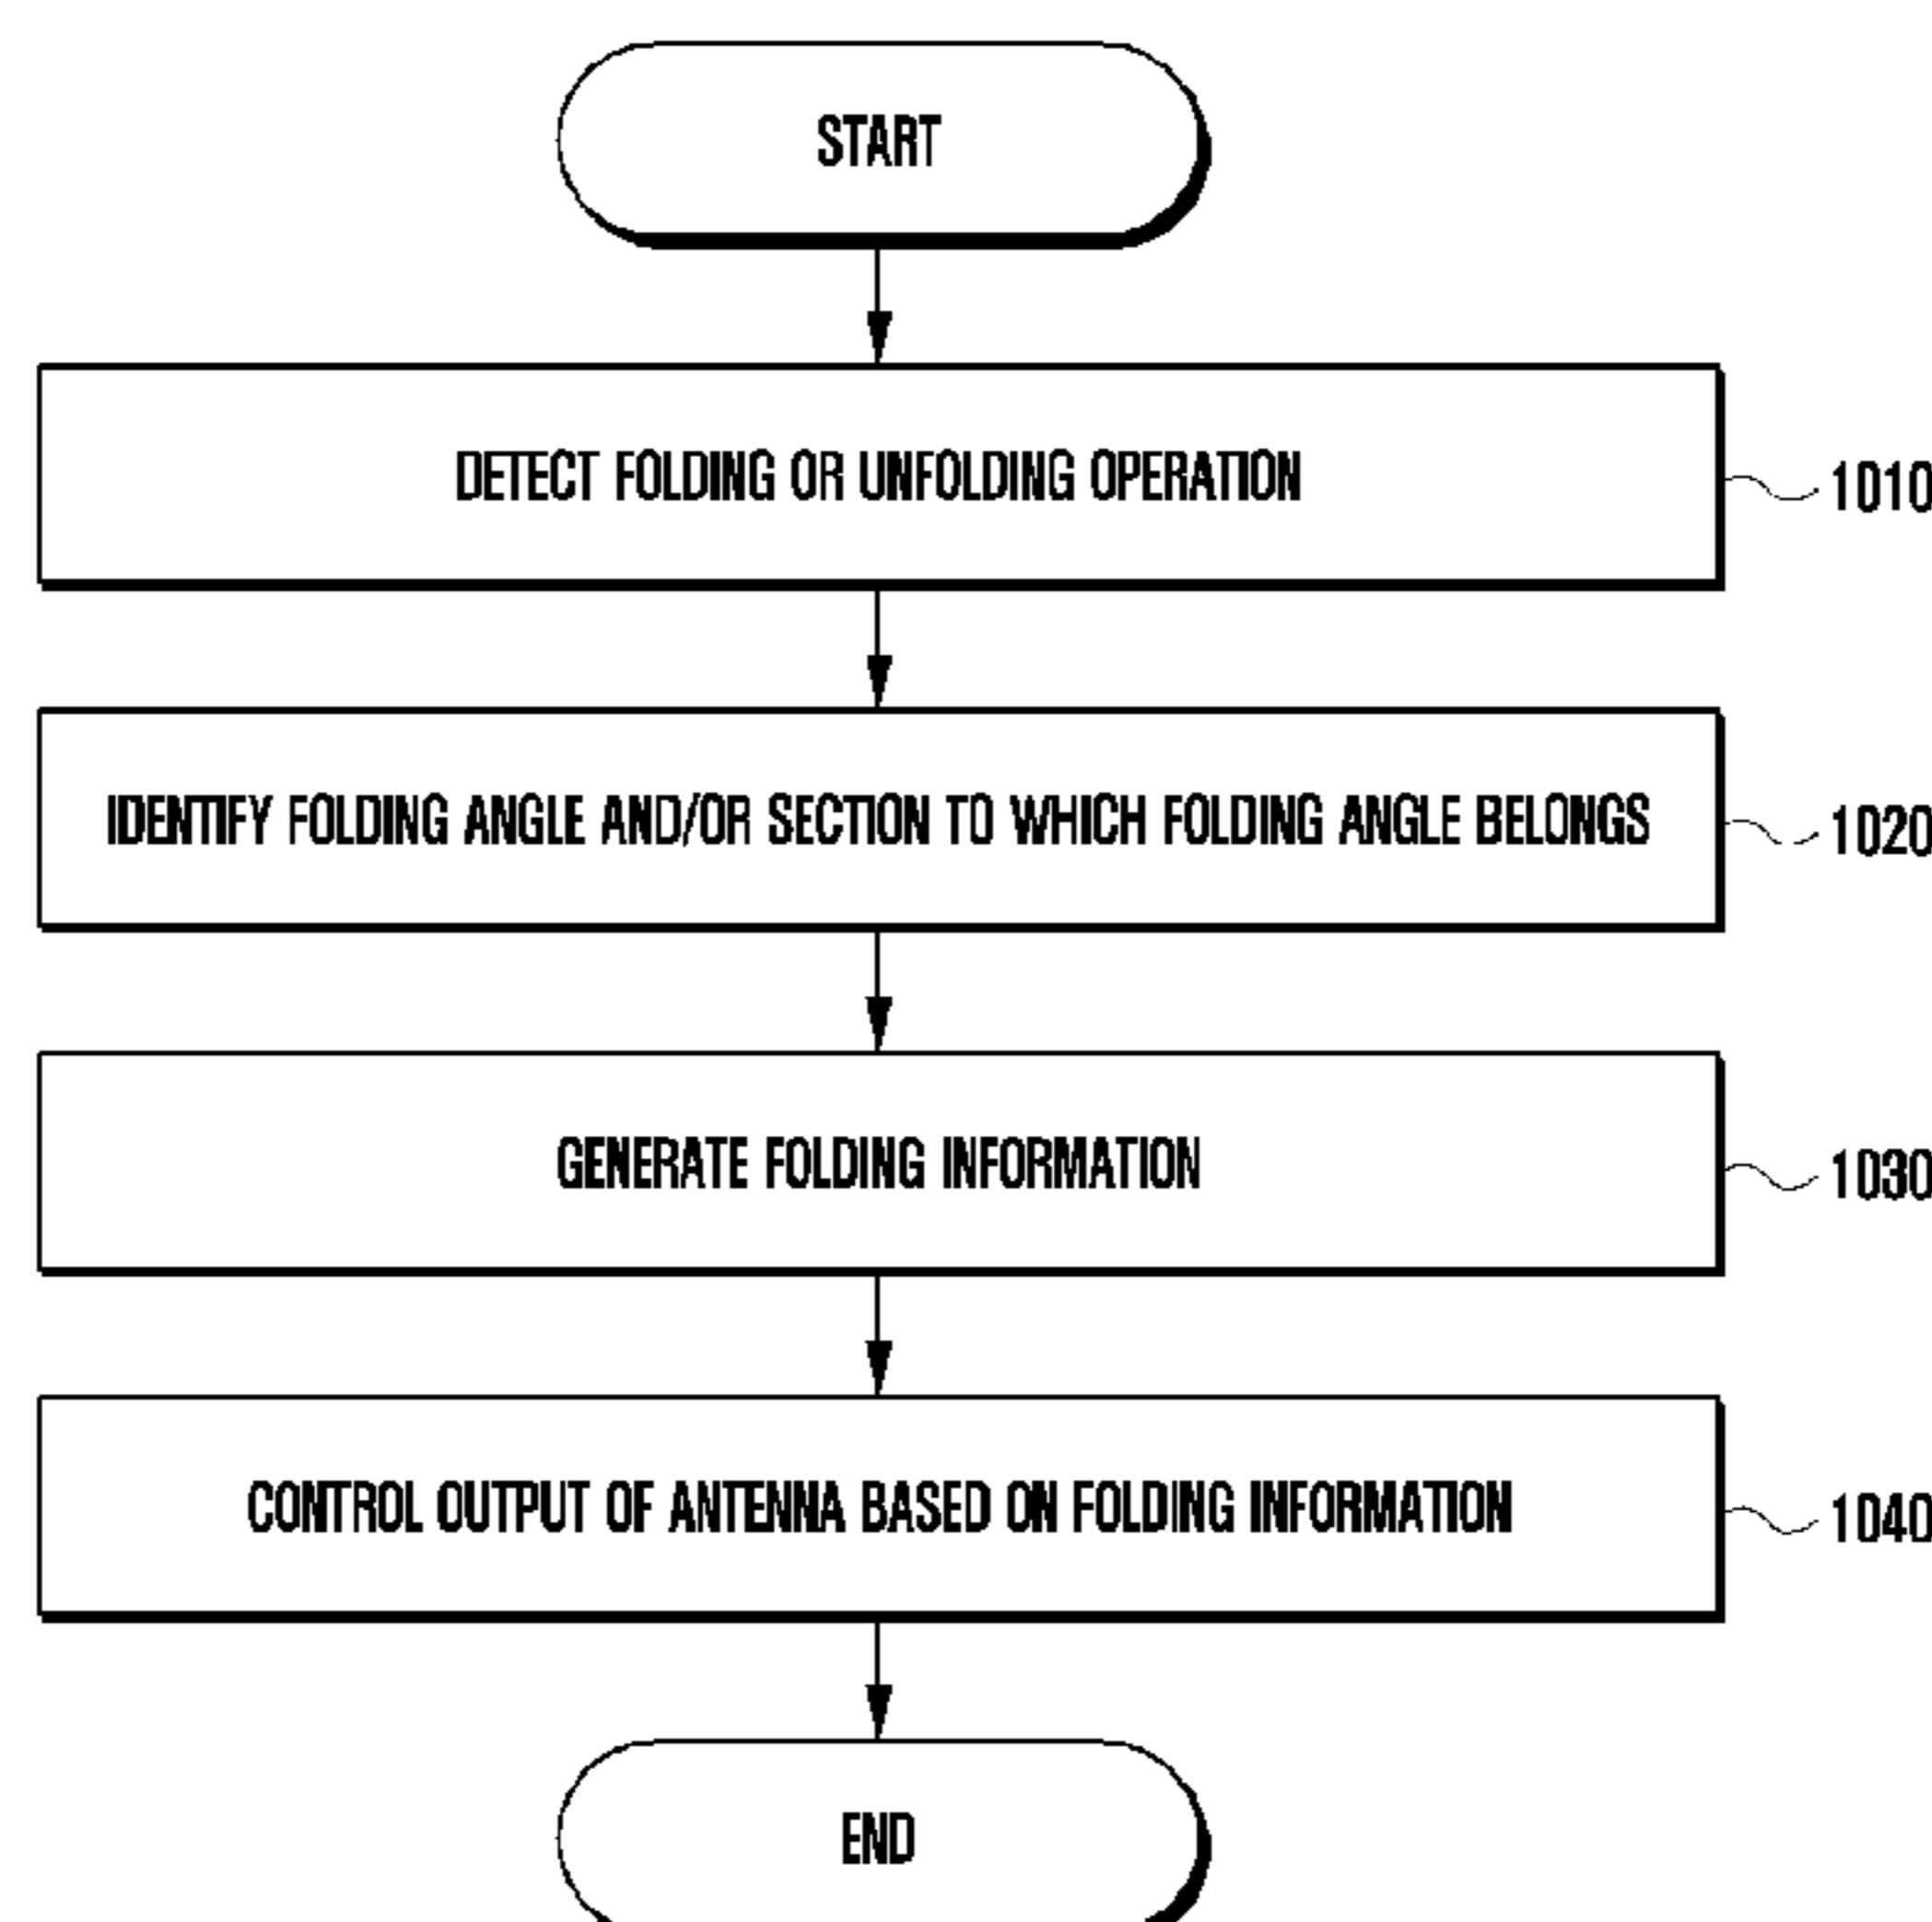 START
DETECT FOLDING OR UNFOLDING OPERATION
1010
IDENTIFY FOLDING ANGLE AND/OR SECTION TO WHICH FOLDING ANGLE BELONGS
1020
GENERATE FOLDING INFORMATION
1030
CONTROL OUTPUT OF ANTENNA BASED ON FOLDING INFORMATION
1040
END